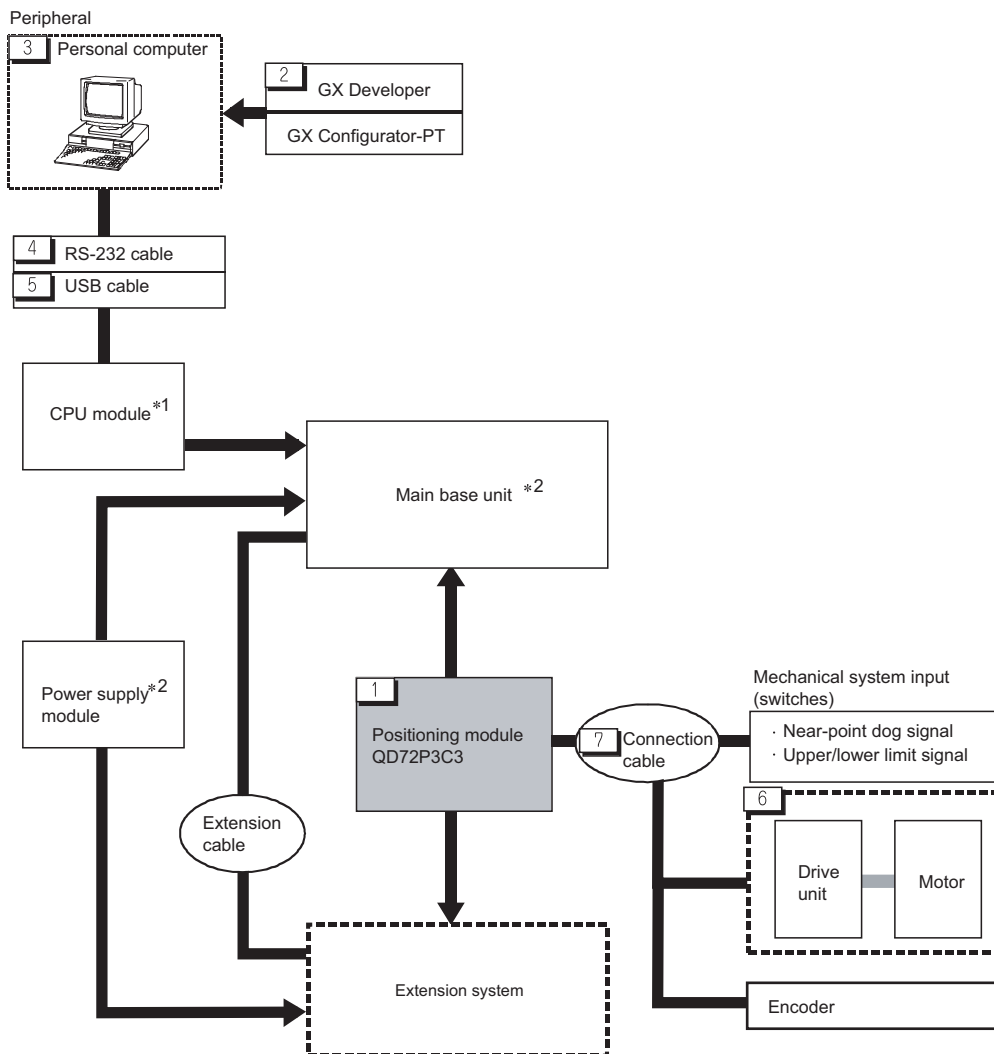 Peripheral
3 Personal computer
2 GX Developer
GX Configurator-PT
4 RS-232 cable
5 USB cable
CPU module*1
Main base unit *2
Power supply*2
module
1
Positioning module
QD72P3C3
7 Connection
cable
Mechanical system input
(switches)
· Near-point dog signal
· Upper/lower limit signal
6
Drive
unit
Motor
Extension
cable
Extension system
Encoder